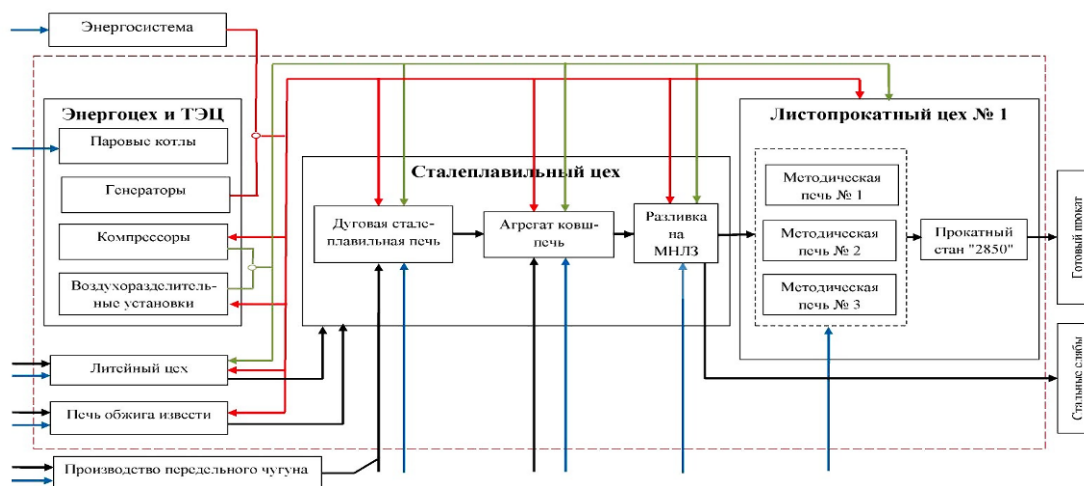 Энергосистема
Энергоцех и ТЭЦ
Паровые котлы
Генераторы
Компрессоры
Воздухоразделитель-
ные установки
Литейный цех
Печь обжига извести
Производство передельного чугуна
Сталеплавильный цех
Дуговая стале-
плавильная печь
Агрегат ковш-
печь
Разливка
на
МНЛЗ
Листопрокатный цех № 1
Методическая
печь № 1
Методическая
печь № 2
Методическая
печь № 3
Прокатный
стан "2850"
Готовый прокат
Стальные слябы